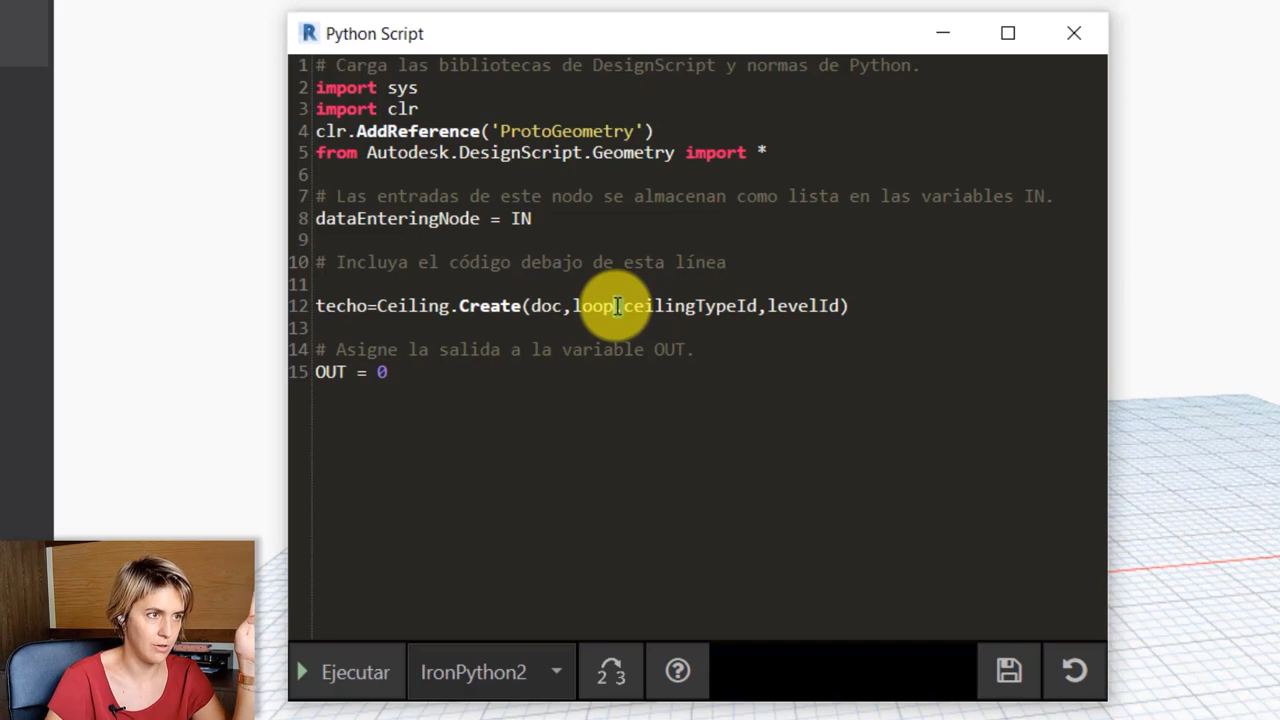 Python Script
1 # Carga las bibliotecas de DesignScript y normas de Python.
2 import sys
3 import clr
4 clr.AddReference('ProtoGeometry')
5 from Autodesk.DesignScript.Geometry import *
6
7 # Las entradas de este nodo se almacenan como lista en las variables IN.
8 dataEnteringNode = IN
9
10 # Incluya el código debajo de esta línea
11
12 techo=Ceiling.Create(doc,loop,ceilingTypeId,levelId)
13
14 # Asigne la salida a la variable OUT.
15 OUT = 0
Ejecutar IronPython2 2 3 ?